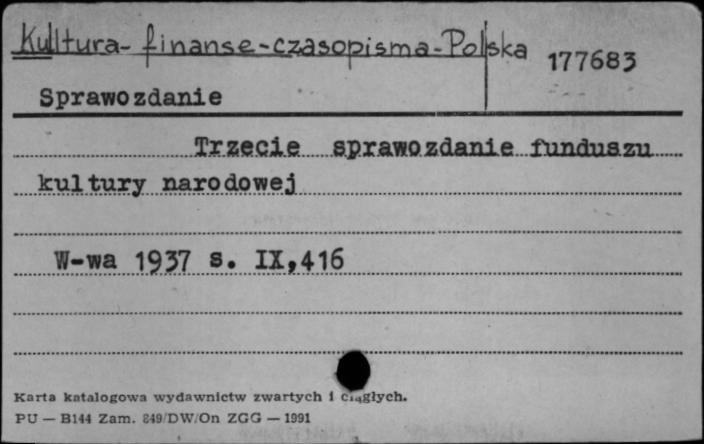 Kultura - finanse - czasopisma - Polska
177683
Sprawozdanie
Trzecie sprawozdanie funduszu
kultury narodowej
W-wa 1937 s. IX,416
Karta katalogowa wydawnictw zwartych i ciągłych.
PU — B144 Zam. 849/DW/On ZGG — 1991